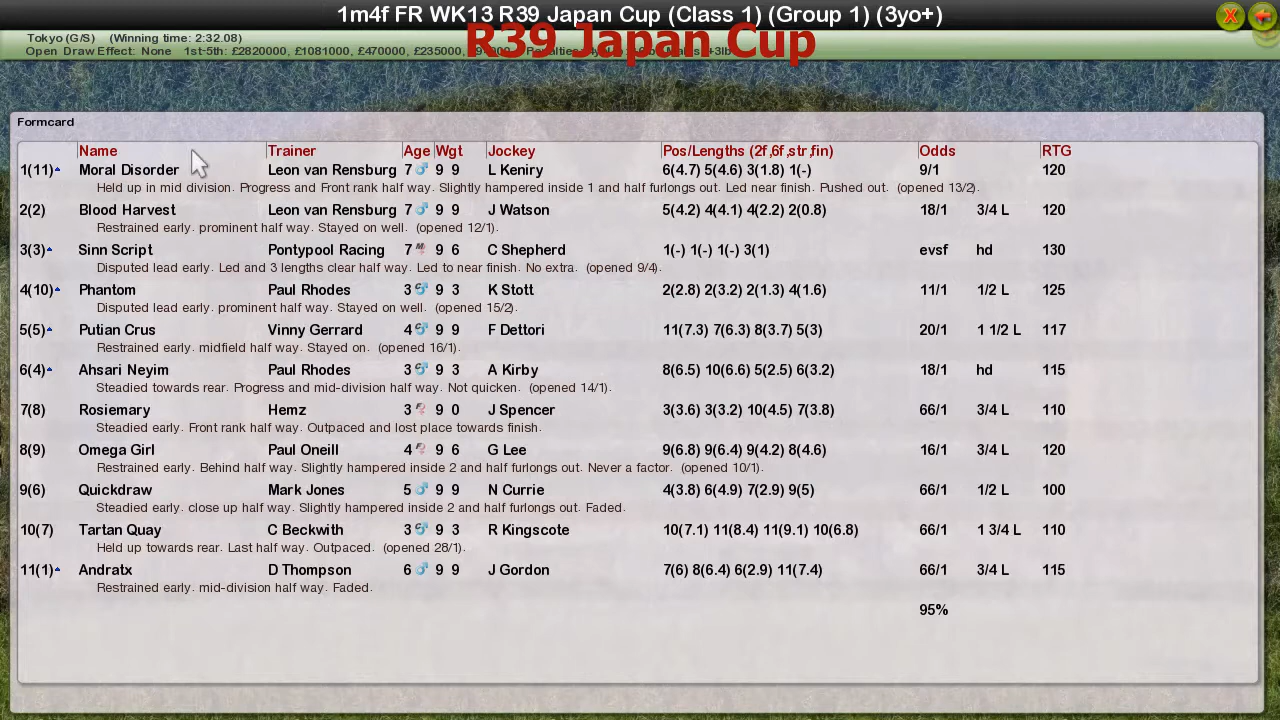 1m4f FR WK13 R39 Japan Cup (Class 1) (Group 1) (3yo+)
Tokyo (G/S) (Winning time: 2:32.08)
R39 Japan Cup
Open Draw Effect: None 1st-5th: £2820000, £1081000, £470000, £235000,
Formcard
Name Trainer Age Wgt Jockey Pos/Lengths (2f,6f,str,fin) Odds RTG
1(11) Moral Disorder Leon van Rensburg 7 9 9 L Keniry 6(4.7) 5(4.6) 3(1.8) 1(-) 9/1 120
Held up in mid division. Progress and Front rank half way. Slightly hampered inside 1 and half furlongs out. Led near finish. Pushed out. (opened 13/2).
2(2) Blood Harvest Leon van Rensburg 7 9 9 J Watson 5(4.2) 4(4.1) 4(2.2) 2(0.8) 18/1 3/4 L 120
Restrained early. prominent half way. Stayed on well. (opened 12/1).
3(3) Sinn Script Pontypool Racing 7 9 6 C Shepherd 1(-) 1(-) 1(-) 3(1) evsf hd 130
Disputed lead early. Led and 3 lengths clear half way. Led to near finish. No extra. (opened 9/4).
4(10) Phantom Paul Rhodes 3 9 3 K Stott 2(2.8) 2(3.2) 2(1.3) 4(1.6) 11/1 1/2 L 125
Disputed lead early. prominent half way. Stayed on well. (opened 15/2).
5(5) Putian Crus Vinny Gerrard 4 9 9 F Dettori 11(7.3) 7(6.3) 8(3.7) 5(3) 20/1 1 1/2 L 117
Restrained early. midfield half way. Stayed on. (opened 16/1).
6(4) Ahsari Neyim Paul Rhodes 3 9 3 A Kirby 8(6.5) 10(6.6) 5(2.5) 6(3.2) 18/1 hd 115
Steadied towards rear. Progress and mid-division half way. Not quicken. (opened 14/1).
7(8) Rosiemary Hemz 3 9 0 J Spencer 3(3.6) 3(3.2) 10(4.5) 7(3.8) 66/1 3/4 L 110
Steadied early. Front rank half way. Outpaced and lost place towards finish.
8(9) Omega Girl Paul Oneill 4 9 6 G Lee 9(6.8) 9(6.4) 9(4.2) 8(4.6) 16/1 3/4 L 120
Restrained early. Behind half way. Slightly hampered inside 2 and half furlongs out. Never a factor. (opened 10/1).
9(6) Quickdraw Mark Jones 5 9 9 N Currie 4(3.8) 6(4.9) 7(2.9) 9(5) 66/1 1/2 L 100
Steadied early. close up half way. Slightly hampered inside 2 and half furlongs out. Faded.
10(7) Tartan Quay C Beckwith 3 9 3 R Kingscote 10(7.1) 11(8.4) 11(9.1) 10(6.8) 66/1 1 3/4 L 110
Held up towards rear. Last half way. Outpaced. (opened 28/1).
11(1) Andratx D Thompson 6 9 9 J Gordon 7(6) 8(6.4) 6(2.9) 11(7.4) 66/1 3/4 L 115
Restrained early. mid-division half way. Faded.
95%